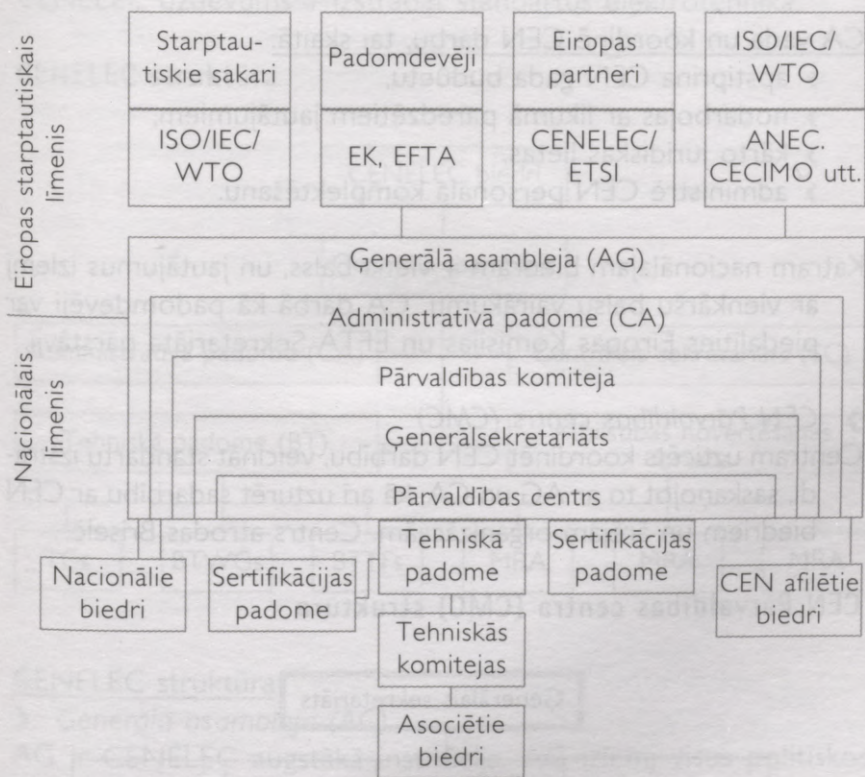 Eiropas starptautiskais
līmenis
Nacionālais
līmenis
Starptau-
tiskie sakari
Padomdevēji
Eiropas
partneri
ISO/IEC/
WTO
ISO/IEC/
WTO
EK, EFTA
CENELEC/
ETSI
ANEC.
CECIMO utt.
Ģenerālā asambleja (AG)
Administratīvā padome (CA)
Pārvaldības komiteja
Ģenerālsekretariāts
Pārvaldības centrs
Nacionālie
biedri
Sertifikācijas
padome
Tehniskā
padome
Sertifikācijas
padome
CEN afilētie
biedri
Tehniskās
komitejas
Asociētie
biedri